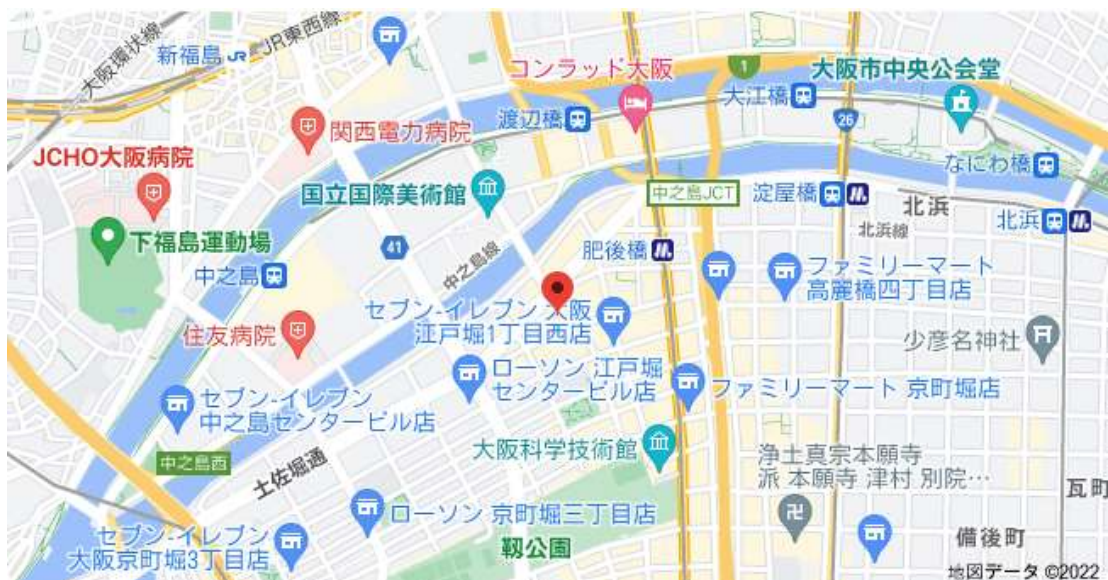 大阪環状線
新福島
JR
JR東西線
コンラッド大阪
1
大江橋
大阪市中央公会堂
渡辺橋
26
関西電力病院
JCHO大阪病院
なにわ橋
国立国際美術館
中之島JCT
淀屋橋
北浜
北浜
北浜線
下福島運動場
41
中之島線
肥後橋
中之島
ファミリーマート
高麗橋四丁目店
セブン-イレブン 大阪
江戸堀1丁目西店
住友病院
少彦名神社
ローソン 江戸堀
センタービル店
セブン-イレブン
中之島センタービル店
ファミリーマート 京町堀店
大阪科学技術館
中之島西
土佐堀通
浄土真宗本願寺
派 本願寺 津村 別院…
瓦町
ローソン 京町堀三丁目店
セブン-イレブン
大阪京町堀3丁目店
靱公園
備後町
地図データ ©2022